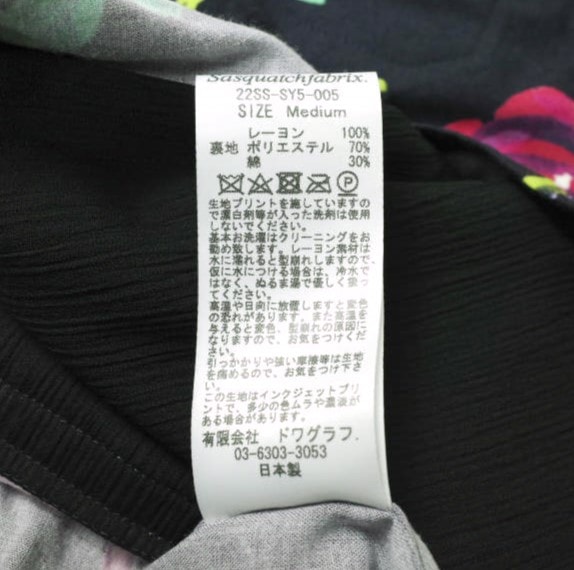 Sasquatchfabrix.
22SS-SY5-005
SIZE Medium
レーヨン 100%
裏地 ポリエステル 70%
綿 30%
生地プリントを施していますの
で漂白剤等が入った洗剤は使用
しないでください。
基本お洗濯はクリーニングをお
勧め致します。レーヨン素材は
水に濡れると型崩れしますので、
仮に水につける場合は、冷水で
はなく、ぬるま湯で優しく扱っ
てください。
高温や日向に放置しますと変色
の恐れがあります。また高温を
与えると変色、型崩れの原因に
なりますので、お気をつけくだ
さい。
引っかかりや強い摩擦等は生地
を痛めるので、お気をつけ下さ
い。
この生地はインクジェットプリ
ントで、多少の色ムラや濃淡が
ある場合があります。
有限会社 ドワグラフ.
03-6303-3053
日本製